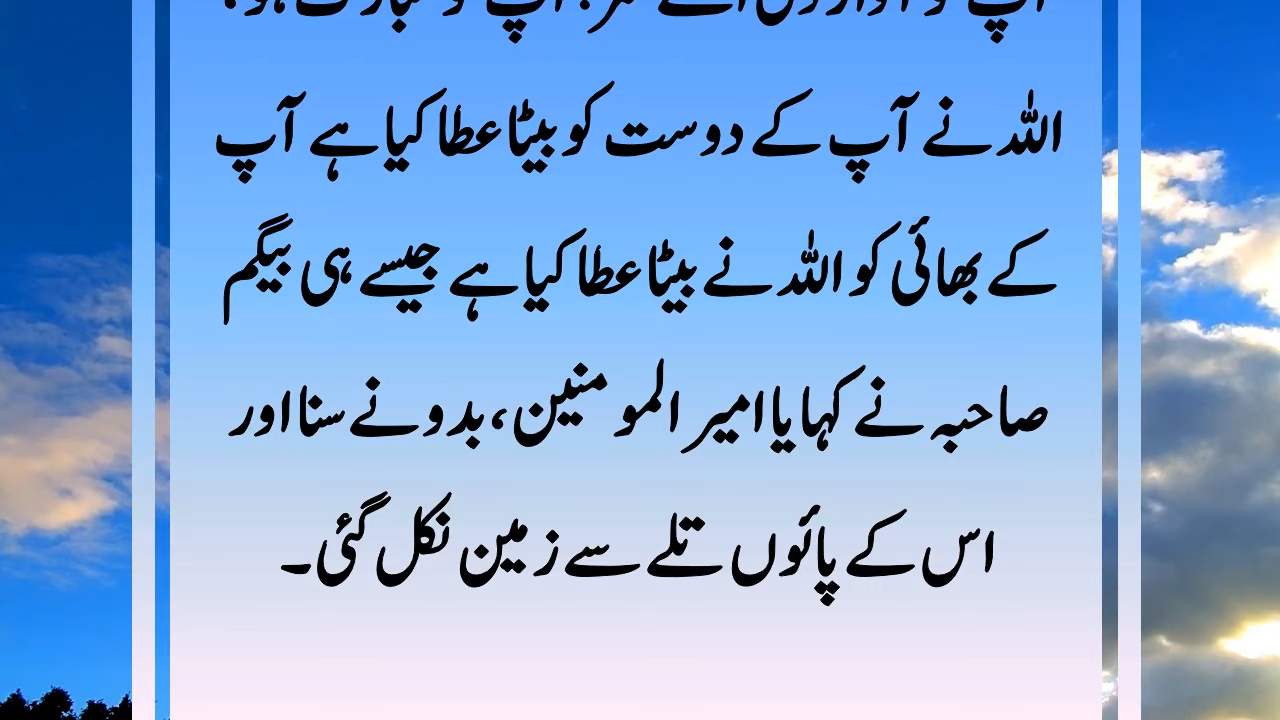 اللہ نے آپ کے دوست کو بیٹا عطا کیا ہے آپ
کے بھائی کو اللہ نے بیٹا عطا کیا ہے جیسے ہی بیگم
صاحبہ نے کہا یا امیر المومنین، بدو نے سنا اور
اس کے پائوں تلے سے زمین نکل گئی۔